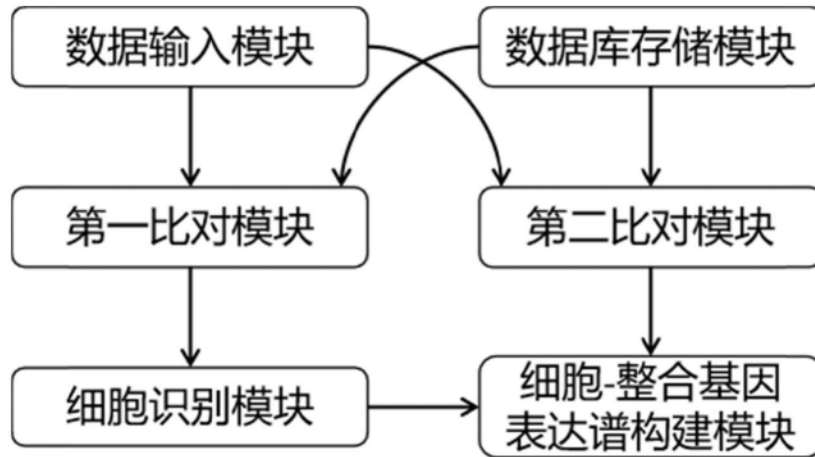 数据输入模块
数据库存储模块
第一比对模块
第二比对模块
细胞识别模块
细胞-整合基因
表达谱构建模块